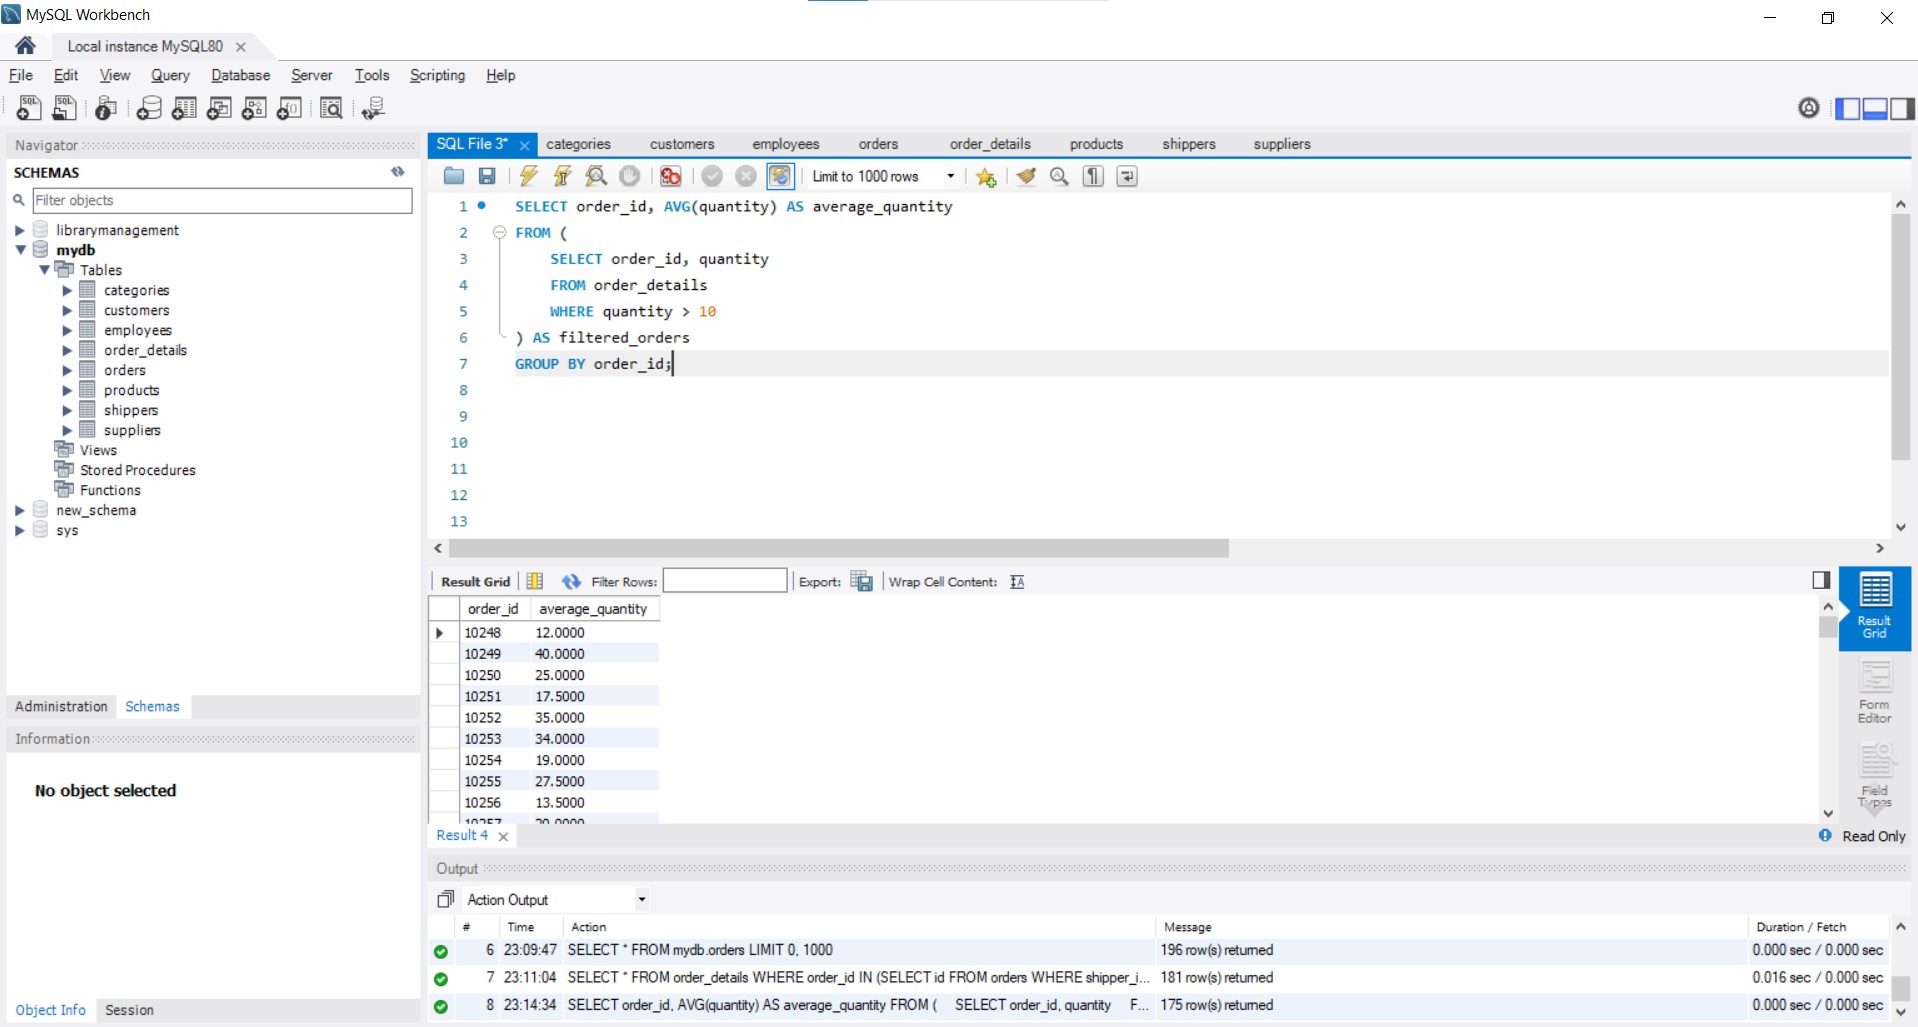 MySQL Workbench
Local instance MySQL80
File Edit View Query Database Server Tools Scripting Help
Navigator
SCHEMAS
Filter objects
librarymanagement
mydb
Tables
categories
customers
employees
order_details
orders
products
shippers
suppliers
Views
Stored Procedures
Functions
new_schema
sys
Administration Schemas
Information
No object selected
Object Info Session
SQL File 3* categories customers employees orders order_details products shippers suppliers
Limit to 1000 rows
1 SELECT order_id, AVG(quantity) AS average_quantity
2 FROM (
3 SELECT order_id, quantity
4 FROM order_details
5 WHERE quantity > 10
6 ) AS filtered_orders
7 GROUP BY order_id;
8
9
10
11
12
13
Result Grid Filter Rows: Export: Wrap Cell Content:
order_id average_quantity
10248 12.0000
10249 40.0000
10250 25.0000
10251 17.5000
10252 35.0000
10253 34.0000
10254 19.0000
10255 27.5000
10256 13.5000
Result Grid
Form Editor
Field Types
Result 4
Read Only
Output
Action Output
# Time Action Message Duration / Fetch
6 23:09:47 SELECT * FROM mydb.orders LIMIT 0, 1000 196 row(s) returned 0.000 sec / 0.000 sec
7 23:11:04 SELECT * FROM order_details WHERE order_id IN (SELECT id FROM orders WHERE shipper_i... 181 row(s) returned 0.016 sec / 0.000 sec
8 23:14:34 SELECT order_id, AVG(quantity) AS average_quantity FROM ( SELECT order_id, quantity F... 175 row(s) returned 0.000 sec / 0.000 sec